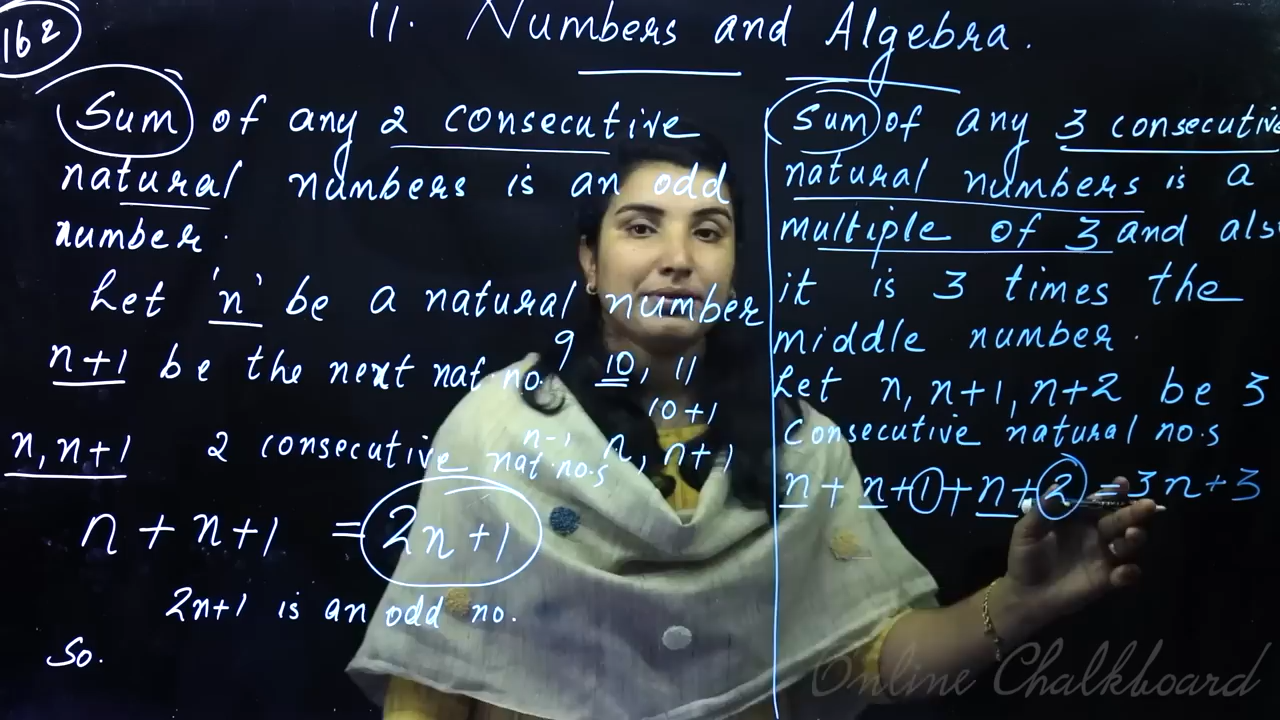 162
11. Numbers and Algebra.
Sum of any 2 consecutive
natural numbers is an odd
number.
Let 'n' be a natural number
n+1 be the next nat. no. 9 10, 11
10+1
n, n+1 2 consecutive nat. no.s n-1 n, n+1
n + n+1 = 2n+1
2n+1 is an odd no.
So.
Sum of any 3 consecutive
natural numbers is a
multiple of 3 and als
it is 3 times the
middle number.
Let n, n+1, n+2 be 3
Consecutive natural no.s
n + n+1+n+2 = 3n+3
Online Chalkboard